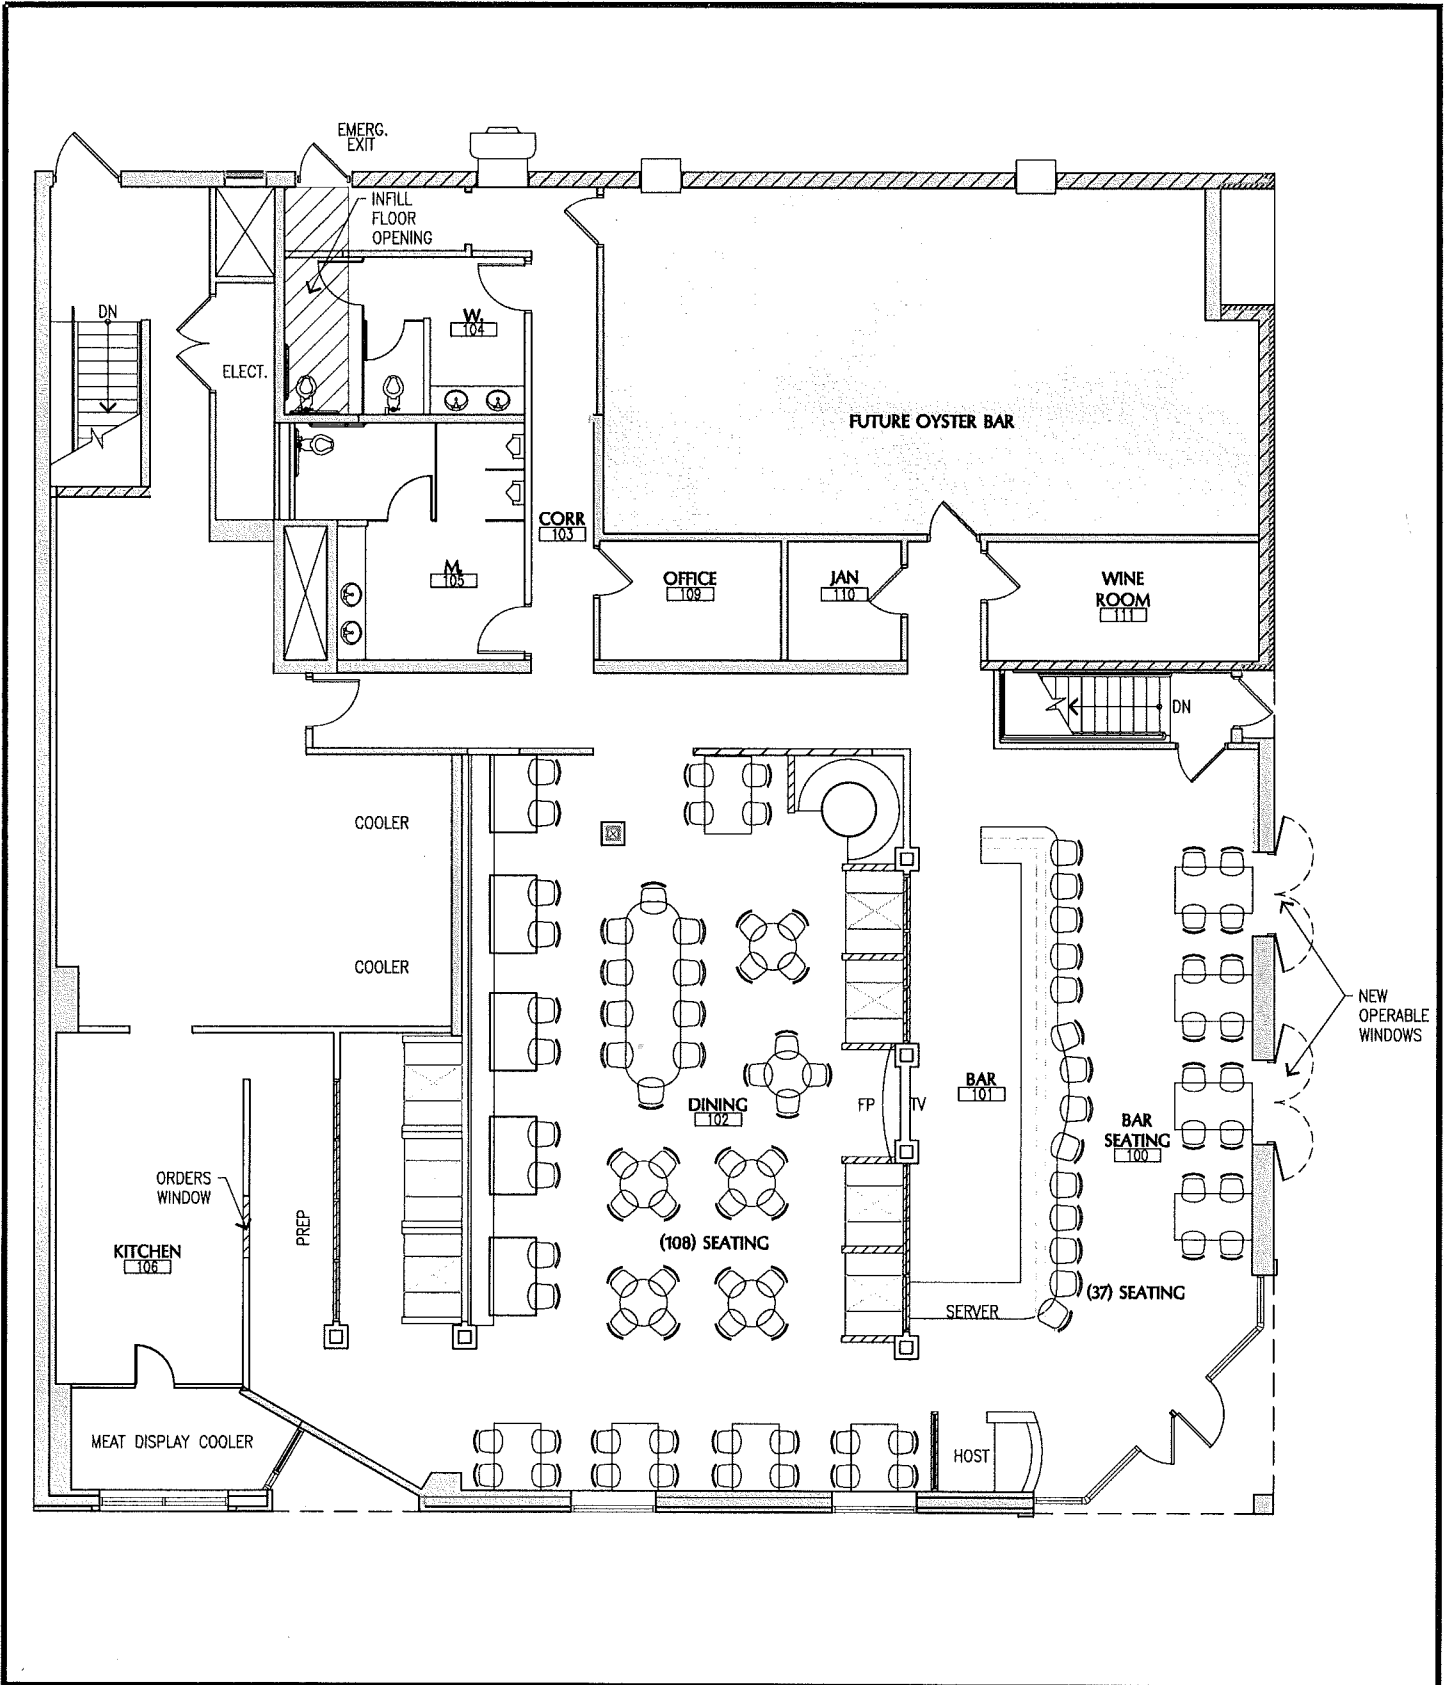 EMERG.
EXIT
INFILL
FLOOR
OPENING
DN
W.
104
ELECT.
FUTURE OYSTER BAR
CORR
103
M.
105
OFFICE
109
JAN
110
WINE
ROOM
111
DN
COOLER
COOLER
NEW
OPERABLE
WINDOWS
BAR
101
FP
TV
DINING
102
BAR
SEATING
100
ORDERS
WINDOW
PREP
KITCHEN
106
(108) SEATING
(37) SEATING
SERVER
MEAT DISPLAY COOLER
HOST